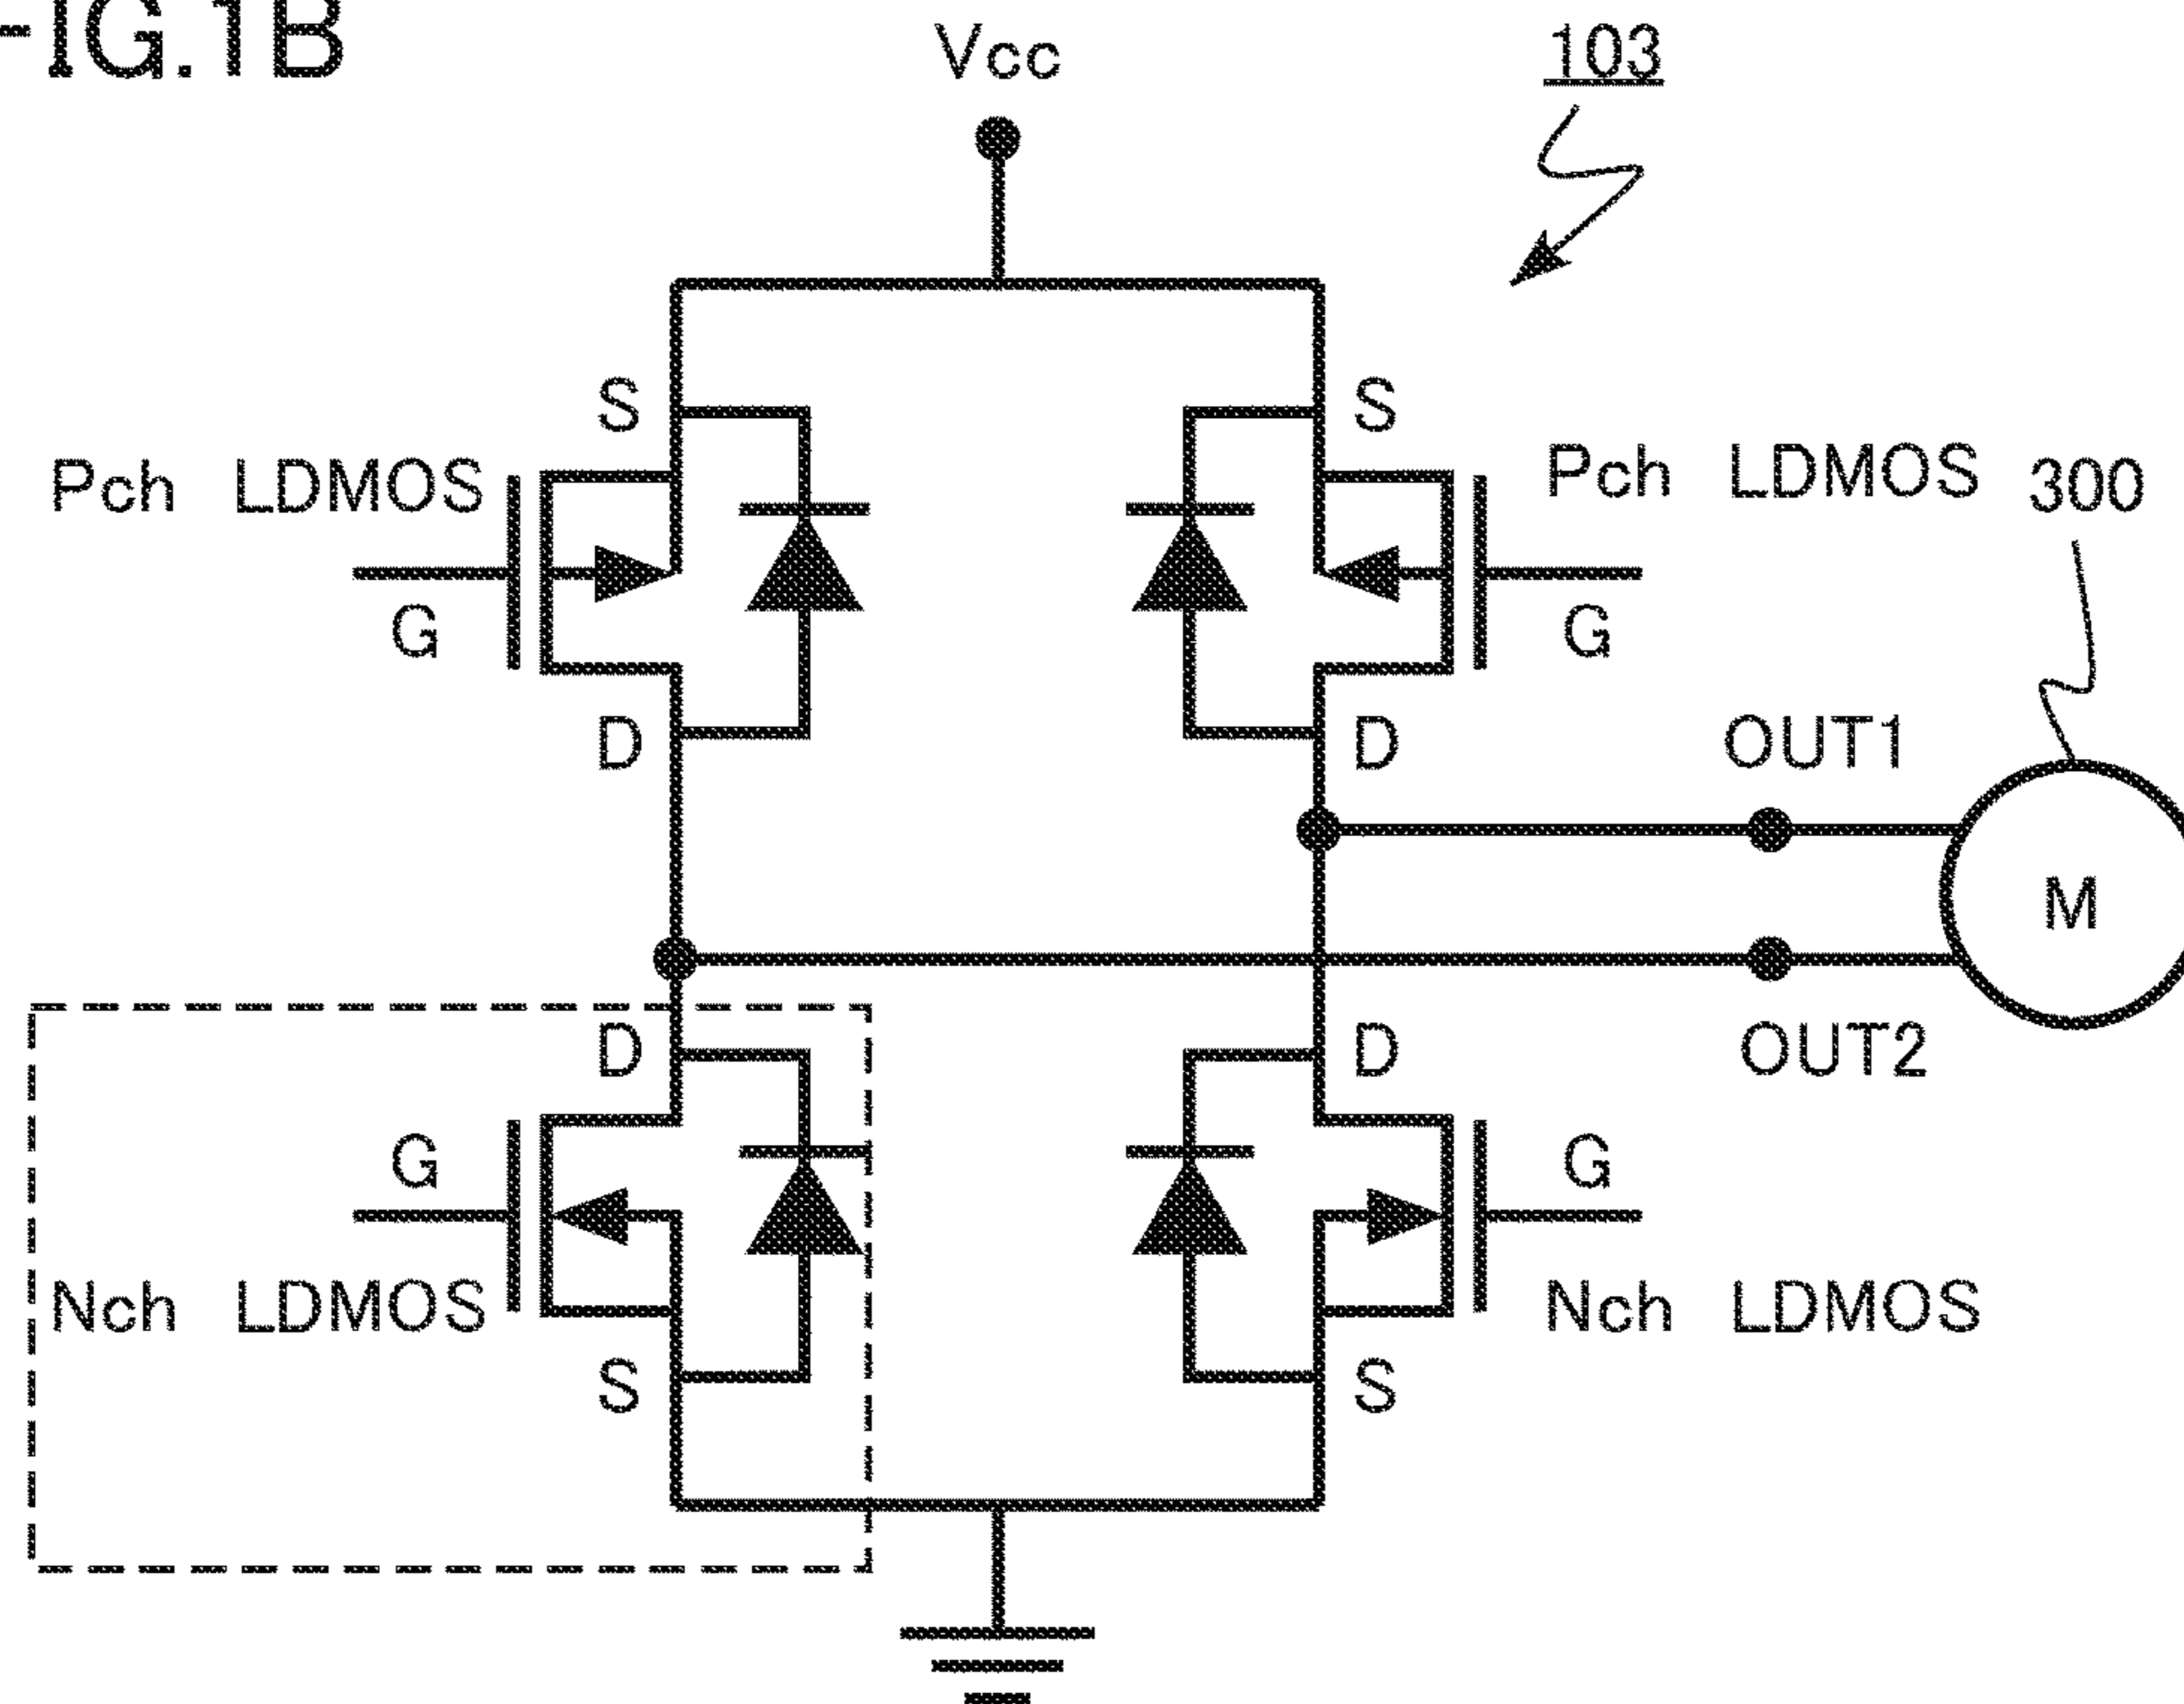 FIG.1B
Vcc
103
S
S
Pch LDMOS
Pch LDMOS
300
G
G
D
D
OUT1
M
D
D
OUT2
G
G
Nch LDMOS
Nch LDMOS
S
S